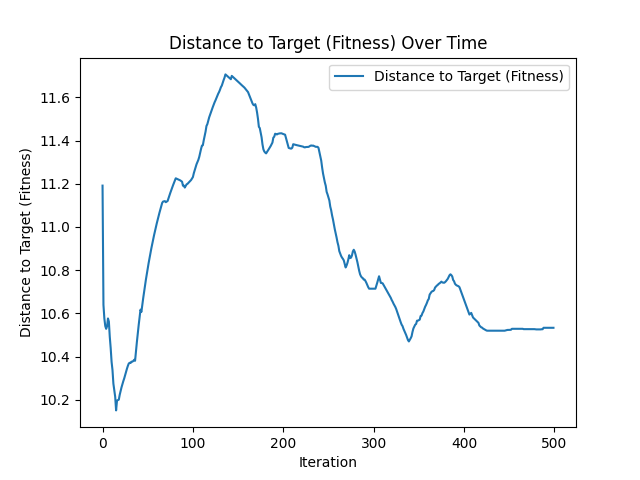 Distance to Target (Fitness) Over Time
Distance to Target (Fitness)
Distance to Target (Fitness)
11.6
11.4
11.2
11.0
10.8
10.6
10.4
10.2
0 100 200 300 400 500
Iteration